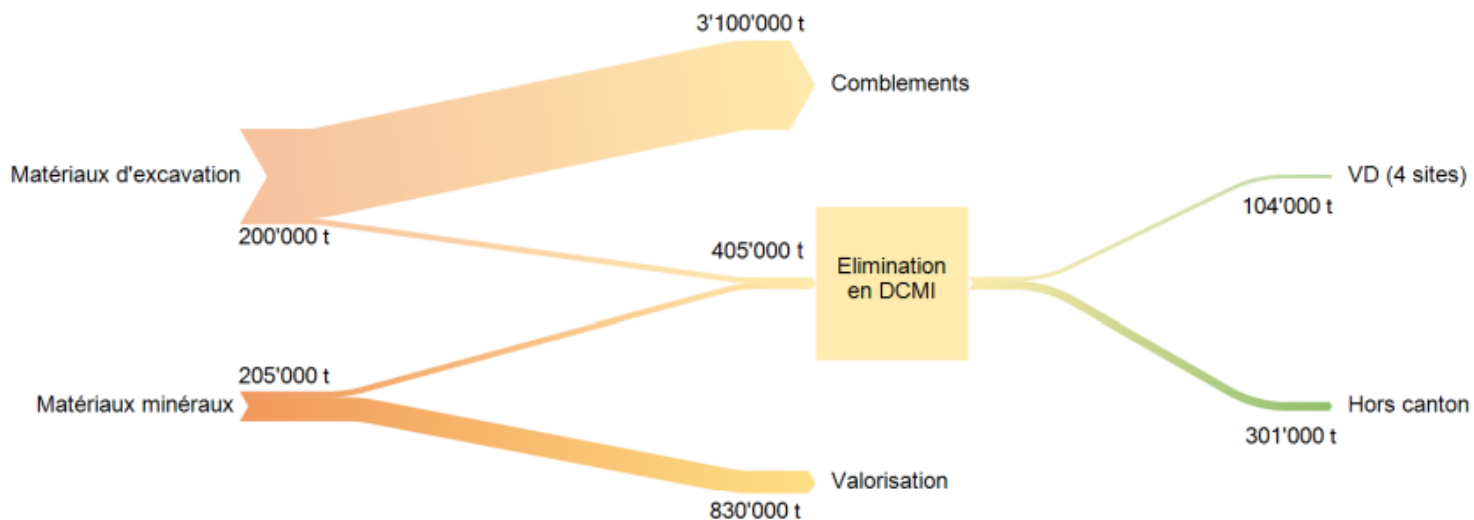 3'100'000 t
Comblements
Matériaux d'excavation
VD (4 sites)
104'000 t
200'000 t
405'000 t
Elimination
en DCMI
205'000 t
Matériaux minéraux
Hors canton
301'000 t
Valorisation
830'000 t